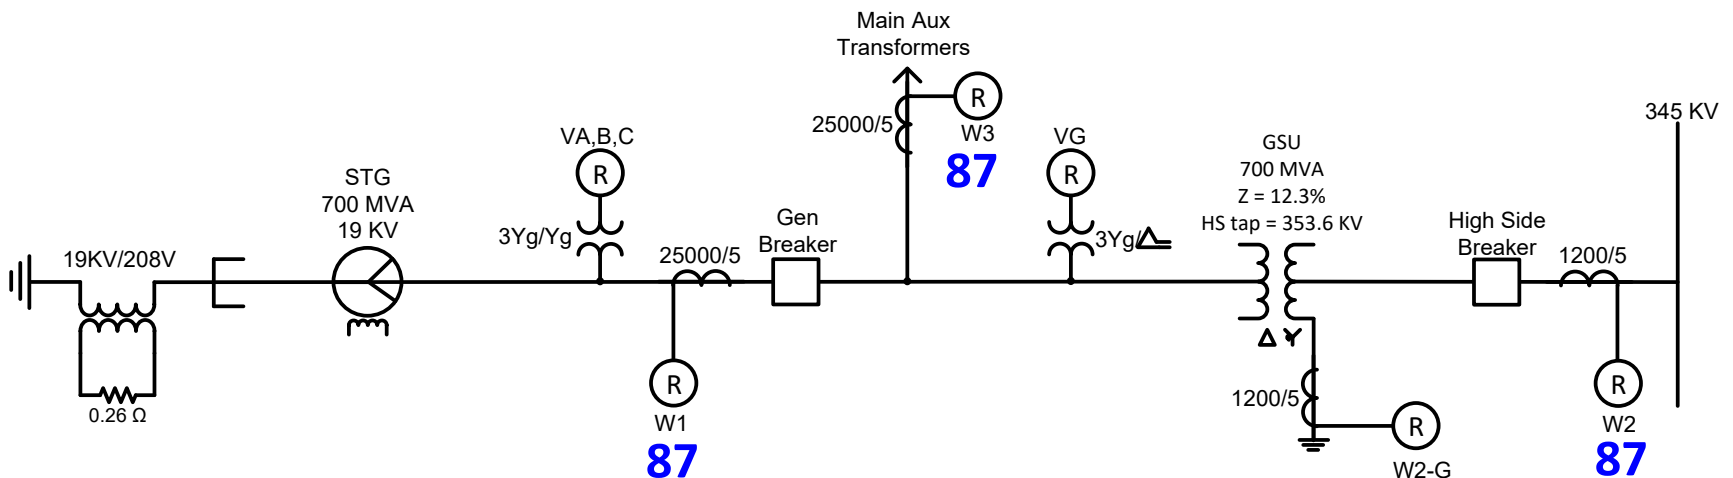 Main Aux
Transformers
25000/5
R
W3
87
345 KV
VA,B,C
R
3Yg/Yg
VG
R
3Yg/
GSU
700 MVA
Z = 12.3%
HS tap = 353.6 KV
STG
700 MVA
19 KV
Gen
Breaker
High Side
Breaker
19KV/208V
25000/5
1200/5
0.26 Ω
R
W1
87
Δ Y
1200/5
R
W2-G
R
W2
87